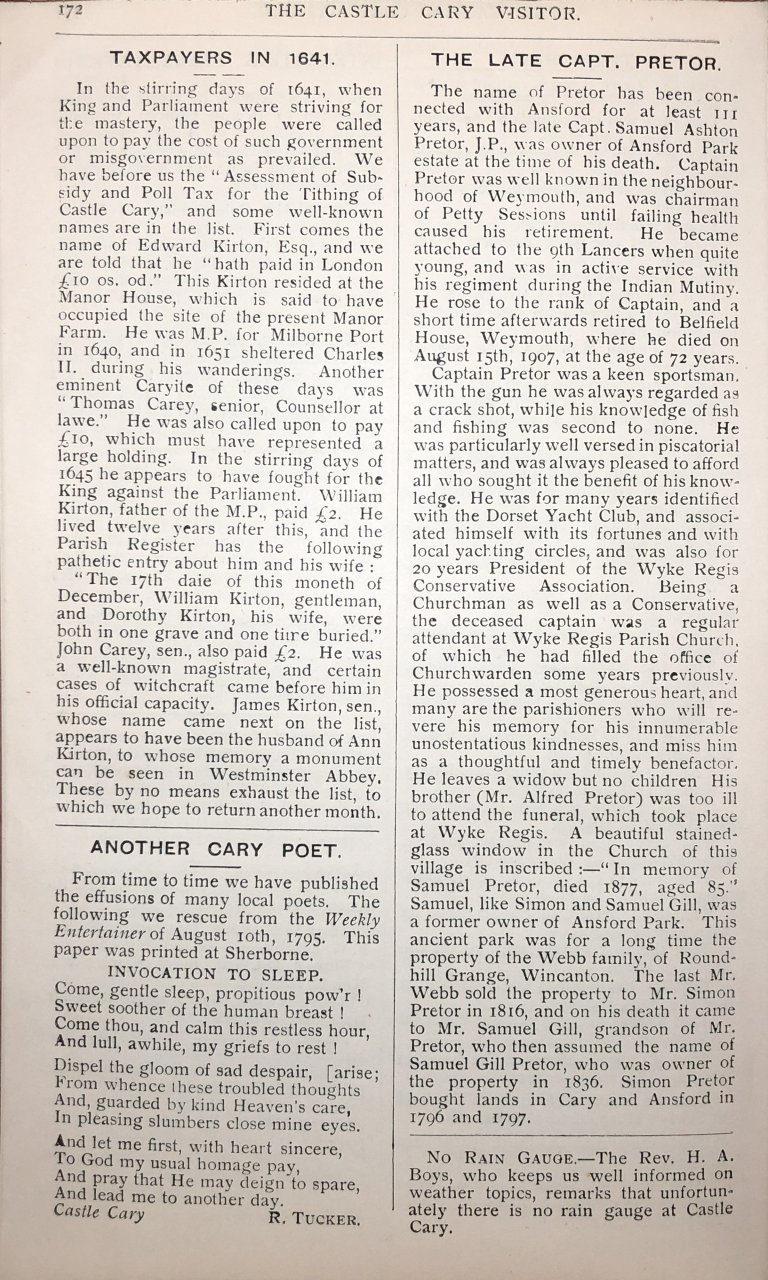 172
THE CASTLE CARY VISITOR.
TAXPAYERS IN 1641.
In the stirring days of 1641, when
King and Parliament were striving for
the mastery, the people were called
upon to pay the cost of such government
or misgovernment as prevailed. We
have before us the "Assessment of Sub-
sidy and Poll Tax for the Tithing of
Castle Cary," and some well-known
names are in the list. First comes the
name of Edward Kirton, Esq., and we
are told that he "hath paid in London
£10 0s. 0d." This Kirton resided at the
Manor House, which is said to have
occupied the site of the present Manor
Farm. He was M.P. for Milborne Port
in 1640, and in 1651 sheltered Charles
II. during his wanderings. Another
eminent Caryite of these days was
"Thomas Carey, senior, Counsellor at
lawe." He was also called upon to pay
£10, which must have represented a
large holding. In the stirring days of
1645 he appears to have fought for the
King against the Parliament. William
Kirton, father of the M.P., paid £2. He
lived twelve years after this, and the
Parish Register has the following
pathetic entry about him and his wife :
"The 17th daie of this moneth of
December, William Kirton, gentleman,
and Dorothy Kirton, his wife, were
both in one grave and one time buried."
John Carey, sen., also paid £2. He was
a well-known magistrate, and certain
cases of witchcraft came before him in
his official capacity. James Kirton, sen.,
whose name came next on the list,
appears to have been the husband of Ann
Kirton, to whose memory a monument
can be seen in Westminster Abbey.
These by no means exhaust the list, to
which we hope to return another month.
ANOTHER CARY POET.
From time to time we have published
the effusions of many local poets. The
following we rescue from the Weekly
Entertainer of August 10th, 1795. This
paper was printed at Sherborne.
INVOCATION TO SLEEP.
Come, gentle sleep, propitious pow'r !
Sweet soother of the human breast !
Come thou, and calm this restless hour,
And lull, awhile, my griefs to rest !
Dispel the gloom of sad despair, [arise;
From whence these troubled thoughts
And, guarded by kind Heaven's care,
In pleasing slumbers close mine eyes.
And let me first, with heart sincere,
To God my usual homage pay,
And pray that He may deign to spare,
And lead me to another day.
Castle Cary R. TUCKER.
THE LATE CAPT. PRETOR.
The name of Pretor has been con-
nected with Ansford for at least 111
years, and the late Capt. Samuel Ashton
Pretor, J.P., was owner of Ansford Park
estate at the time of his death. Captain
Pretor was well known in the neighbour-
hood of Weymouth, and was chairman
of Petty Sessions until failing health
caused his retirement. He became
attached to the 9th Lancers when quite
young, and was in active service with
his regiment during the Indian Mutiny.
He rose to the rank of Captain, and a
short time afterwards retired to Belfield
House, Weymouth, where he died on
August 15th, 1907, at the age of 72 years.
Captain Pretor was a keen sportsman.
With the gun he was always regarded as
a crack shot, while his knowledge of fish
and fishing was second to none. He
was particularly well versed in piscatorial
matters, and was always pleased to afford
all who sought it the benefit of his know-
ledge. He was for many years identified
with the Dorset Yacht Club, and associ-
ated himself with its fortunes and with
local yachting circles, and was also for
20 years President of the Wyke Regis
Conservative Association. Being a
Churchman as well as a Conservative,
the deceased captain was a regular
attendant at Wyke Regis Parish Church,
of which he had filled the office of
Churchwarden some years previously.
He possessed a most generous heart, and
many are the parishioners who will re-
vere his memory for his innumerable
unostentatious kindnesses, and miss him
as a thoughtful and timely benefactor.
He leaves a widow but no children His
brother (Mr. Alfred Pretor) was too ill
to attend the funeral, which took place
at Wyke Regis. A beautiful stained-
glass window in the Church of this
village is inscribed :—"In memory of
Samuel Pretor, died 1877, aged 85."
Samuel, like Simon and Samuel Gill, was
a former owner of Ansford Park. This
ancient park was for a long time the
property of the Webb family, of Round-
hill Grange, Wincanton. The last Mr.
Webb sold the property to Mr. Simon
Pretor in 1816, and on his death it came
to Mr. Samuel Gill, grandson of Mr.
Pretor, who then assumed the name of
Samuel Gill Pretor, who was owner of
the property in 1836. Simon Pretor
bought lands in Cary and Ansford in
1796 and 1797.
NO RAIN GAUGE.—The Rev. H. A.
Boys, who keeps us well informed on
weather topics, remarks that unfortun-
ately there is no rain gauge at Castle
Cary.